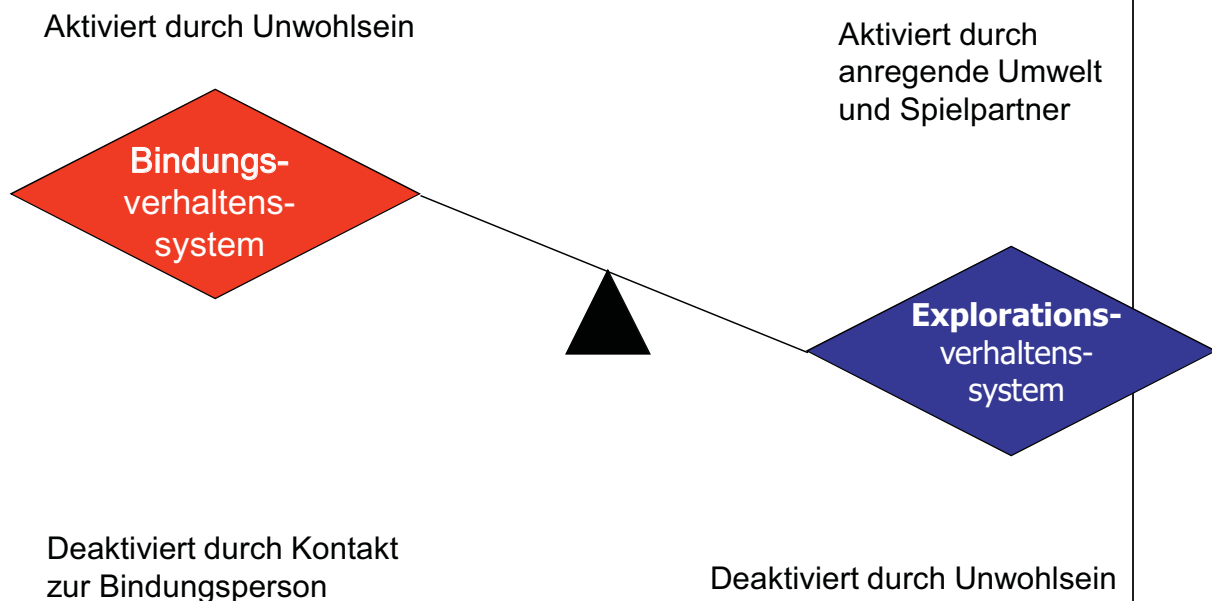 Aktiviert durch Unwohlsein
Aktiviert durch
anregende Umwelt
und Spielpartner
Bindungs-
verhaltens-
system
Explorations-
verhaltens-
system
Deaktiviert durch Kontakt
zur Bindungsperson
Deaktiviert durch Unwohlsein